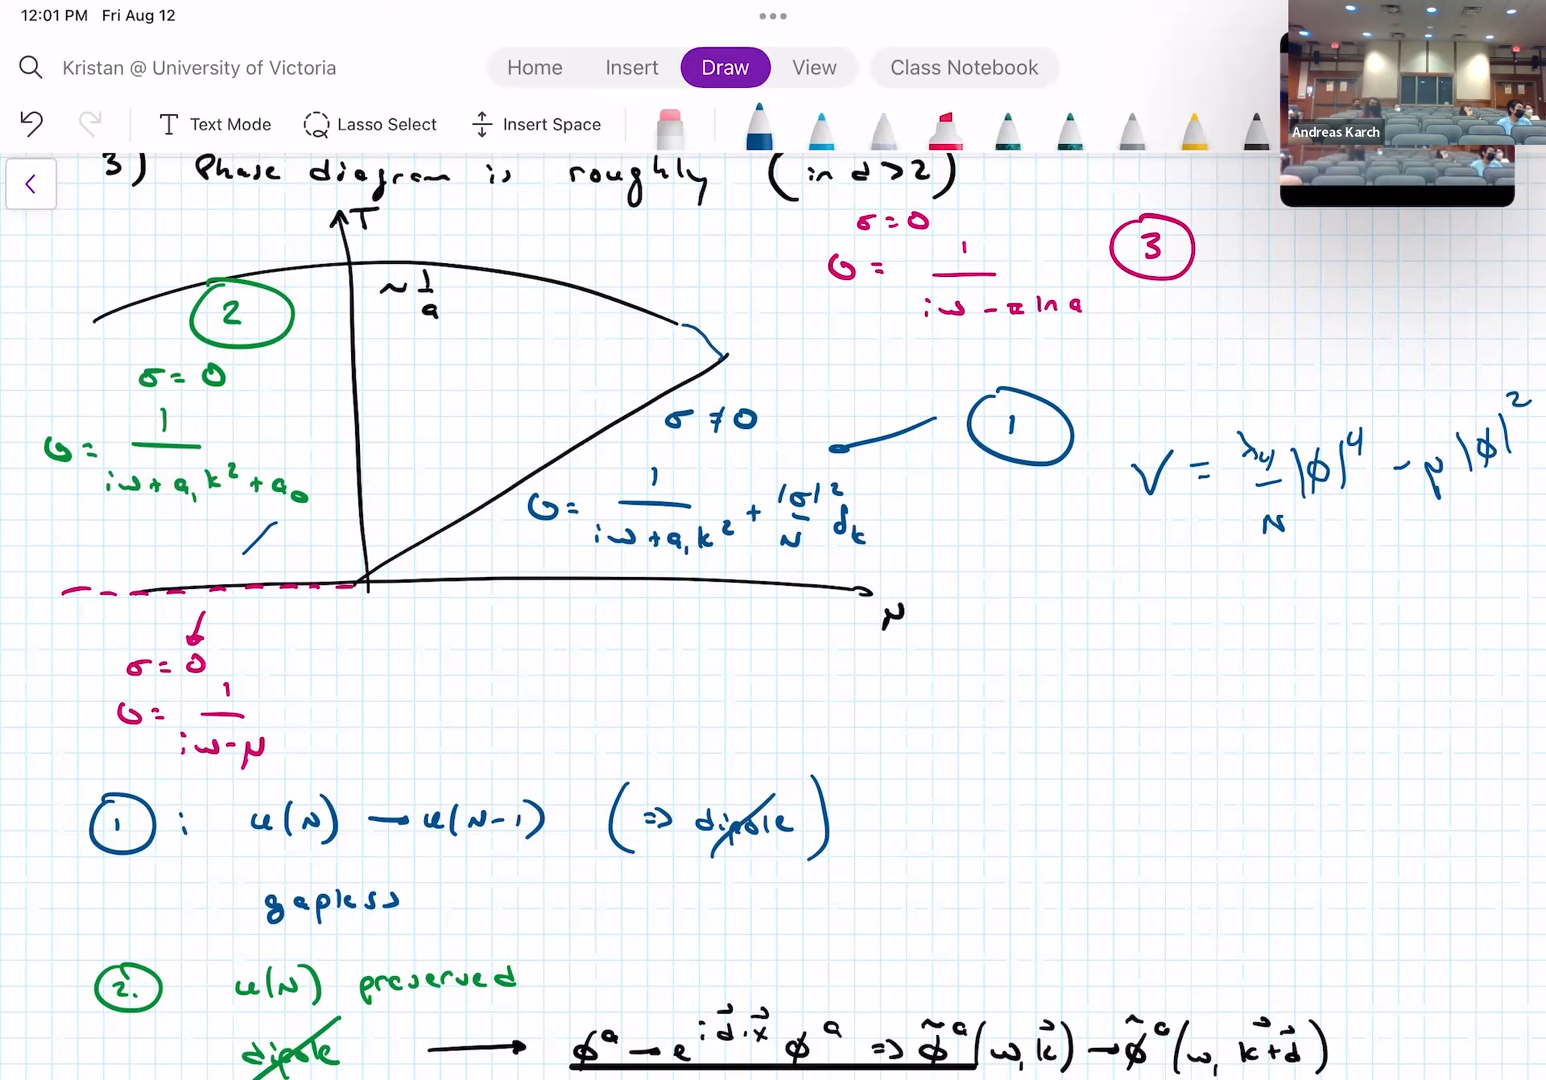 12:01 PM Fri Aug 12
Kristan @ University of Victoria
Home Insert Draw View Class Notebook
Text Mode Lasso Select Insert Space
Andreas Karch
3) Phase diagram is roughly (in d>2)
T
~ 1/a
σ = 0
G = 1/(iω - # ln a)
3
2
σ = 0
G = 1/(iω + a₁k² + a₀)
σ ≠ 0
1
G = 1/(iω + a₁k²) + |σ|²/N δₖ
V = λ₄/N |ϕ|⁴ - μ|ϕ|²
μ
σ = 0
G = 1/(iω - μ)
1 : U(N) → U(N-1) (⇒ dipole)
gapless
2. U(N) preserved
dipole → ϕᵃ → e^{i d⃗·x⃗} ϕᵃ ⇒ ϕ̃ᵃ(ω, k⃗) → ϕ̃ᵃ(ω, k⃗+d⃗)